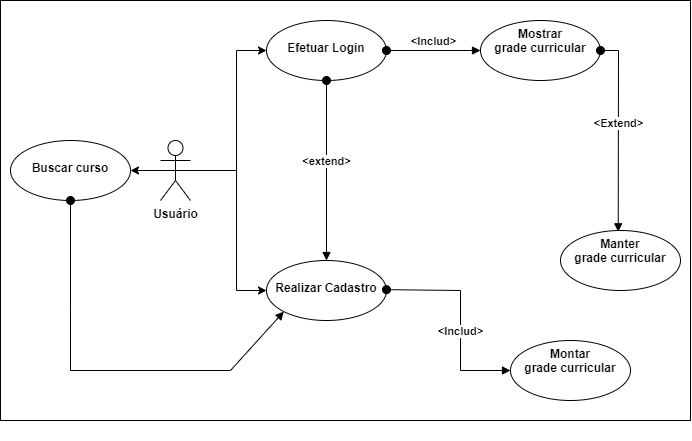 Efetuar Login
<Includ>
Mostrar
grade curricular
<Extend>
<extend>
Buscar curso
Usuário
Manter
grade curricular
Realizar Cadastro
<Includ>
Montar
grade curricular